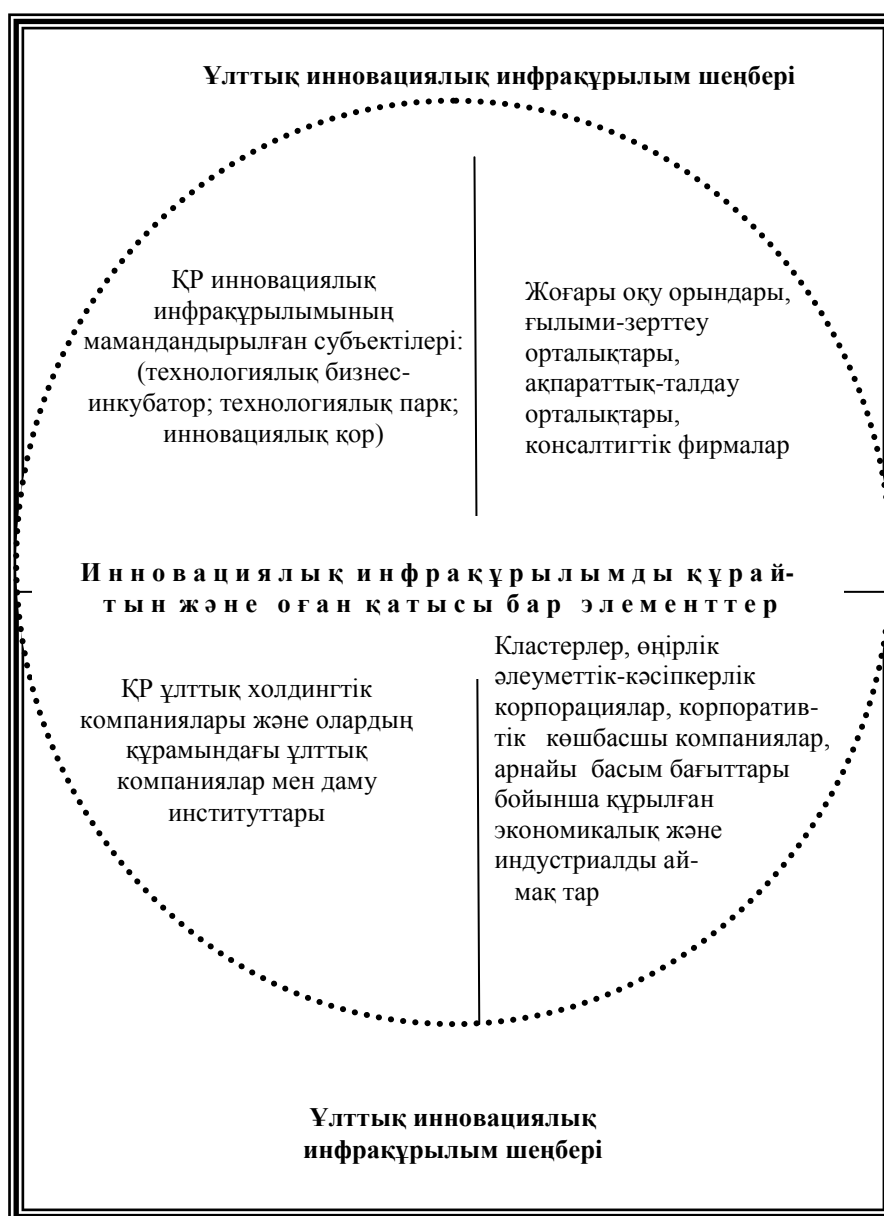 Ұлттық инновациялық инфрақұрылым шеңбері
ҚР инновациялық
инфрақұрылымының
мамандандырылған субъектілері:
(технологиялық бизнес-
инкубатор; технологиялық парк;
инновациялық қор)
Жоғары оқу орындары,
ғылыми-зерттеу
орталықтары,
ақпараттық-талдау
орталықтары,
консалтигтік фирмалар
Инновациялық инфрақұрылымды құрай-
тын және оған қатысы бар элементтер
ҚР ұлттық холдингтік
компаниялары және олардың
құрамындағы ұлттық
компаниялар мен даму
институттары
Кластерлер, өңірлік
әлеуметтік-кәсіпкерлік
корпорациялар, корпоратив-
тік көшбасшы компаниялар,
арнайы басым бағыттары
бойынша құрылған
экономикалық және
индустриалды ай-
мақ тар
Ұлттық инновациялық
инфрақұрылым шеңбері